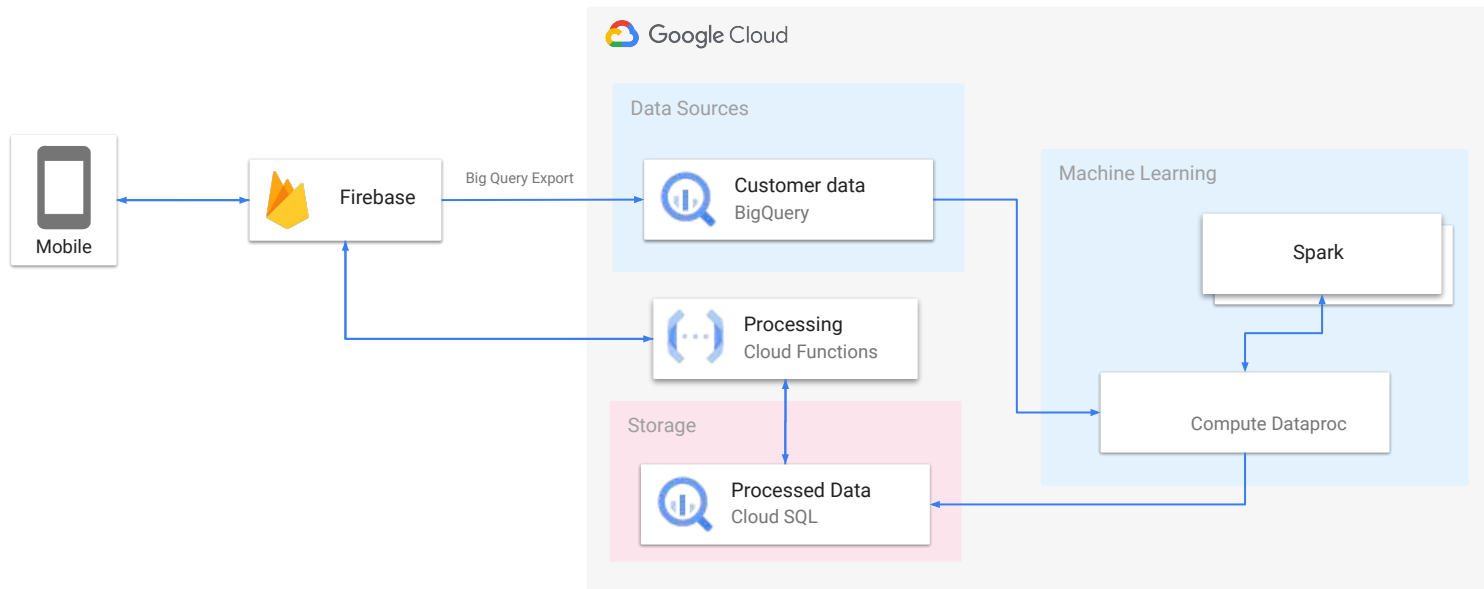 Google Cloud
Data Sources
Mobile
Firebase
Big Query Export
Customer data
BigQuery
Machine Learning
Spark
Processing
Cloud Functions
Compute Dataproc
Storage
Processed Data
Cloud SQL